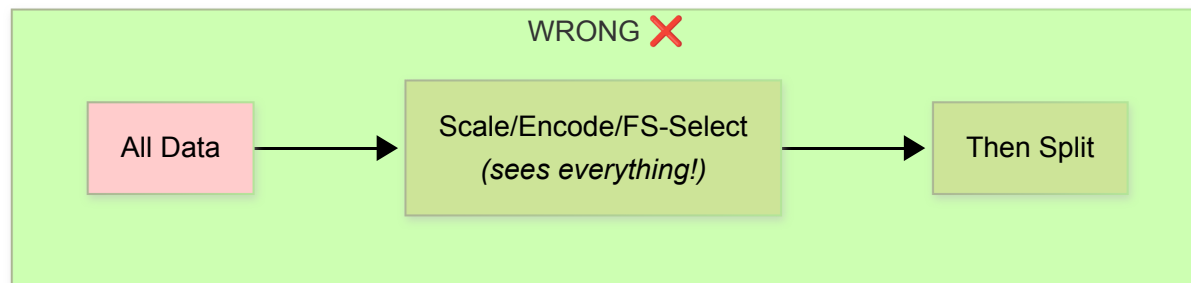 WRONG ❌
All Data
Scale/Encode/FS-Select
(sees everything!)
Then Split